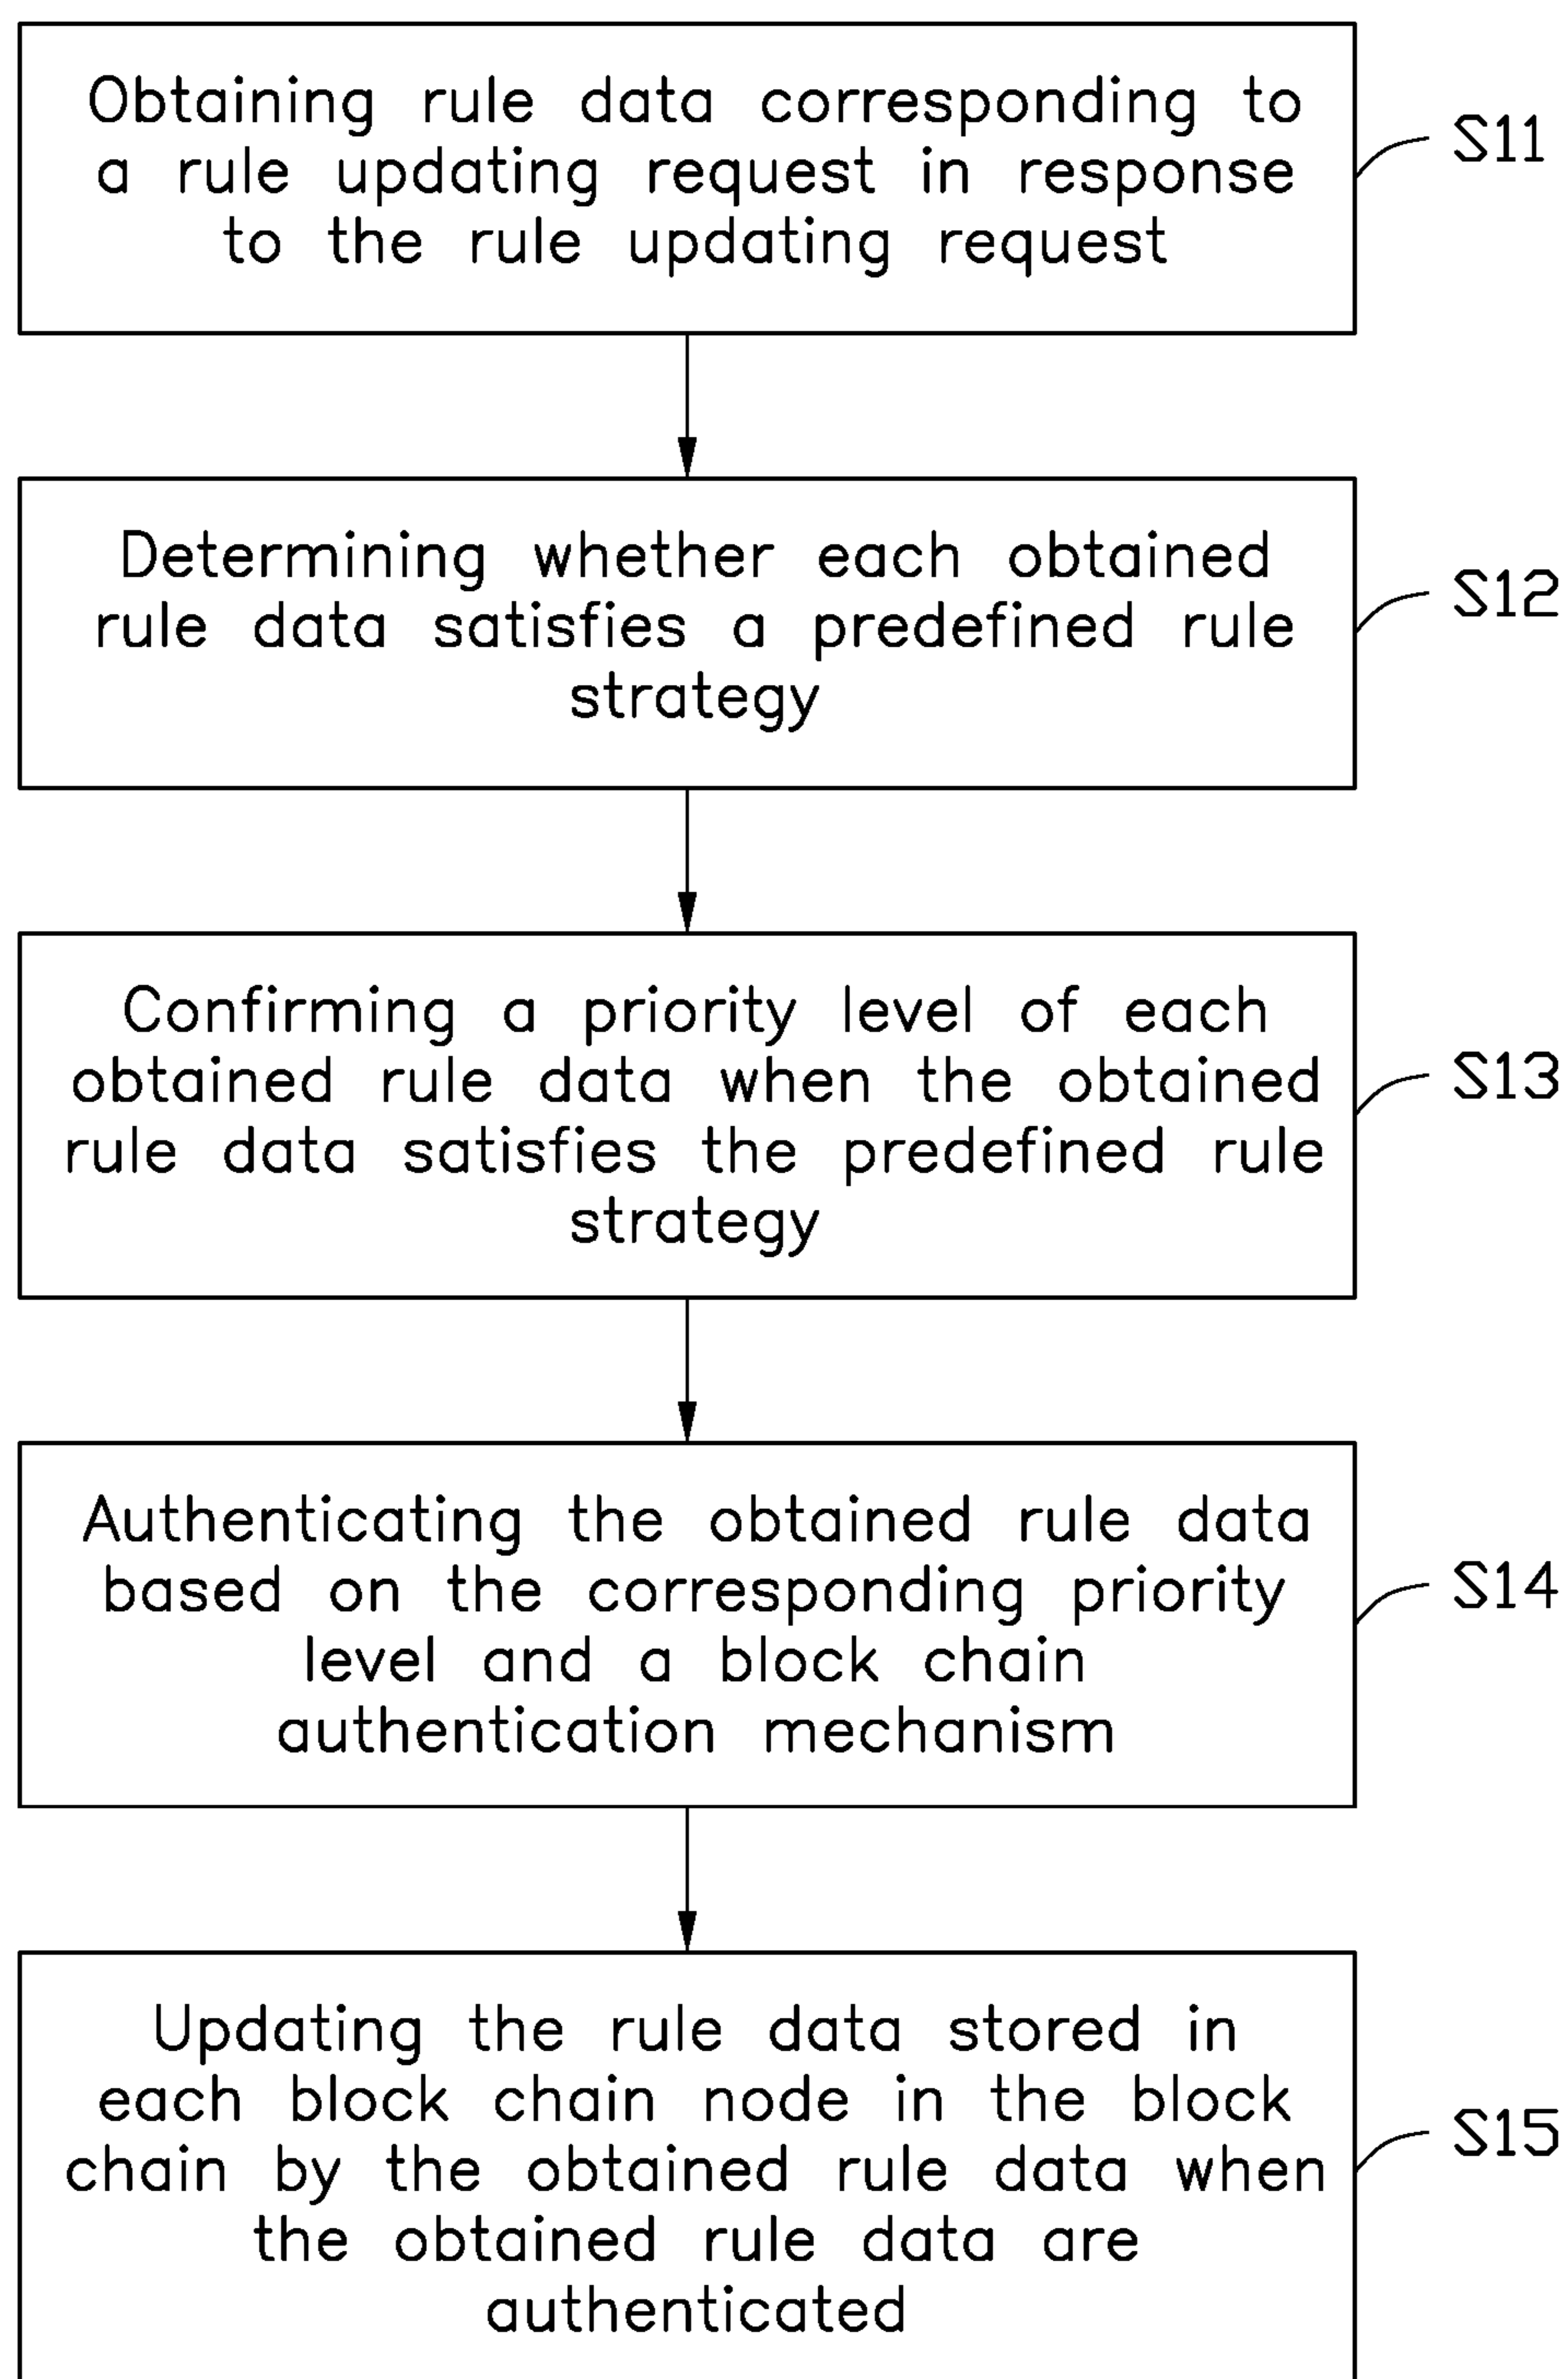 Obtaining rule data corresponding to
a rule updating request in response
to the rule updating request
S11
Determining whether each obtained
rule data satisfies a predefined rule
strategy
S12
Confirming a priority level of each
obtained rule data when the obtained
rule data satisfies the predefined rule
strategy
S13
Authenticating the obtained rule data
based on the corresponding priority
level and a block chain
authentication mechanism
S14
Updating the rule data stored in
each block chain node in the block
chain by the obtained rule data when
the obtained rule data are
authenticated
S15